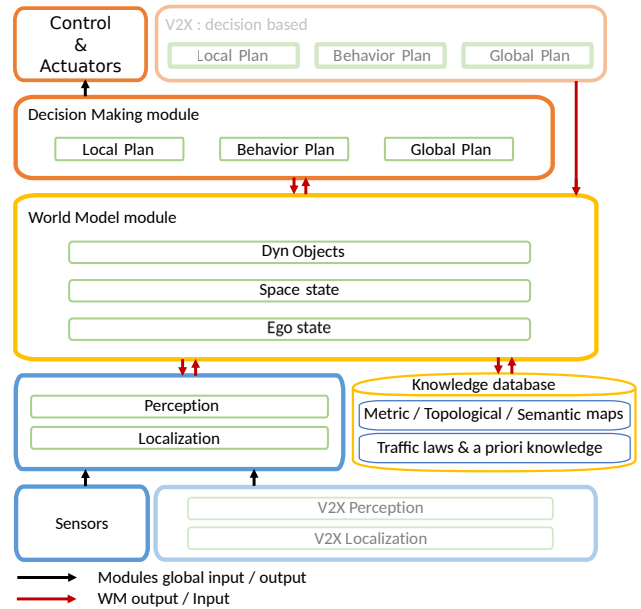 Control
&
Actuators
V2X : decision based
Local Plan
Behavior Plan
Global Plan
Decision Making module
Local Plan
Behavior Plan
Global Plan
World Model module
Dyn Objects
Space state
Ego state
Perception
Localization
Knowledge database
Metric / Topological / Semantic maps
Traffic laws & a priori knowledge
Sensors
V2X Perception
V2X Localization
Modules global input / output
WM output / Input